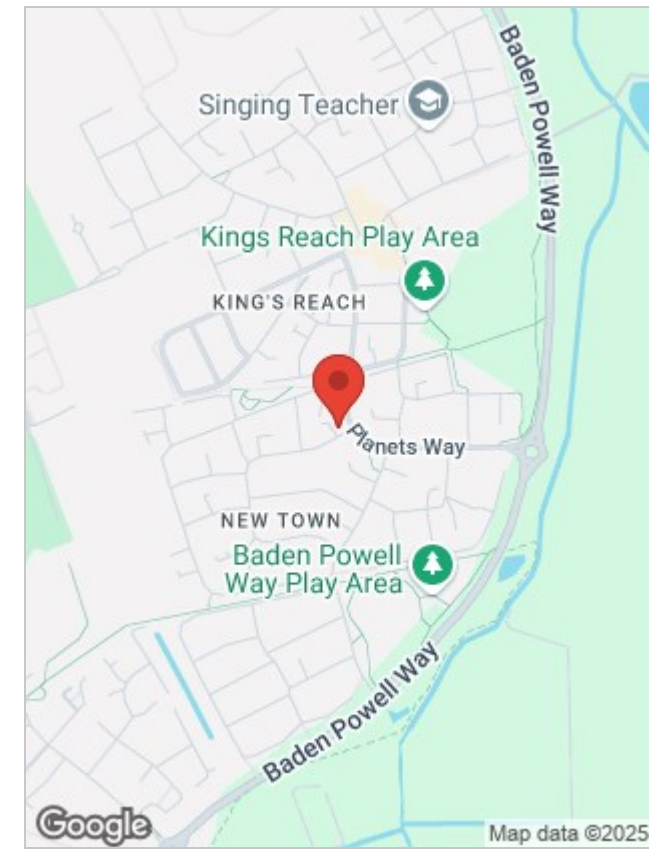 Baden Powell Way
Singing Teacher
Kings Reach Play Area
KING'S REACH
Planets Way
NEW TOWN
Baden Powell
Way Play Area
Baden Powell Way
Google
Map data ©2025